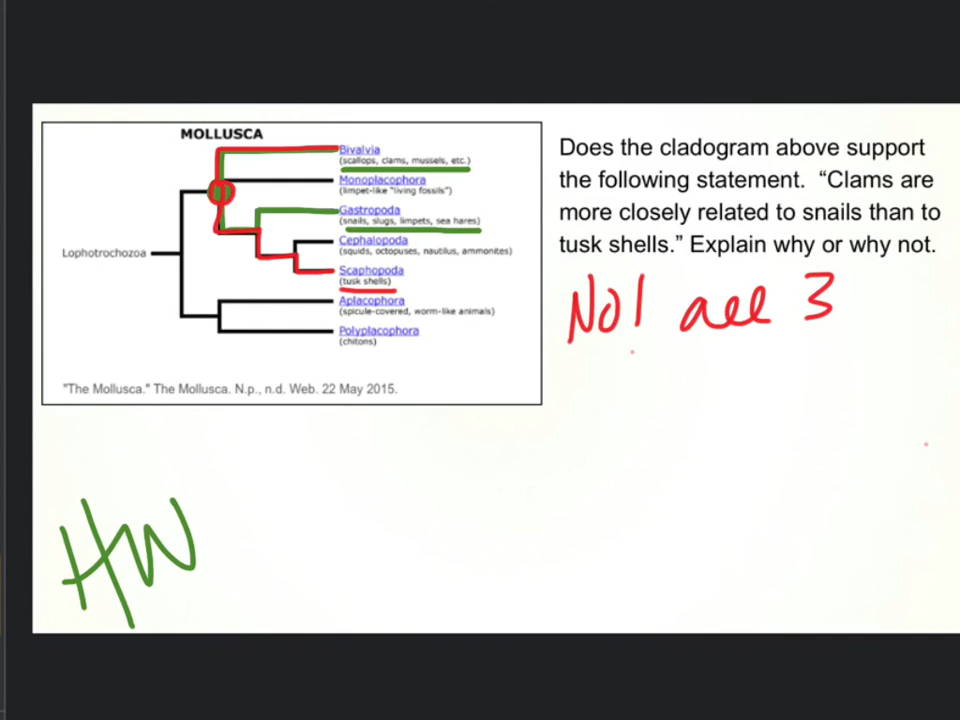 MOLLUSCA
Bivalvia
(scallops, clams, mussels, etc.)
Monoplacophora
(limpet-like "living fossils")
Gastropoda
(snails, slugs, limpets, sea hares)
Cephalopoda
(squids, octopuses, nautilus, ammonites)
Lophotrochozoa
Scaphopoda
(tusk shells)
Aplacophora
(spicule-covered, worm-like animals)
Polyplacophora
(chitons)
"The Mollusca." The Mollusca. N.p., n.d. Web. 22 May 2015.
Does the cladogram above support
the following statement. "Clams are
more closely related to snails than to
tusk shells." Explain why or why not.
No! all 3
HW